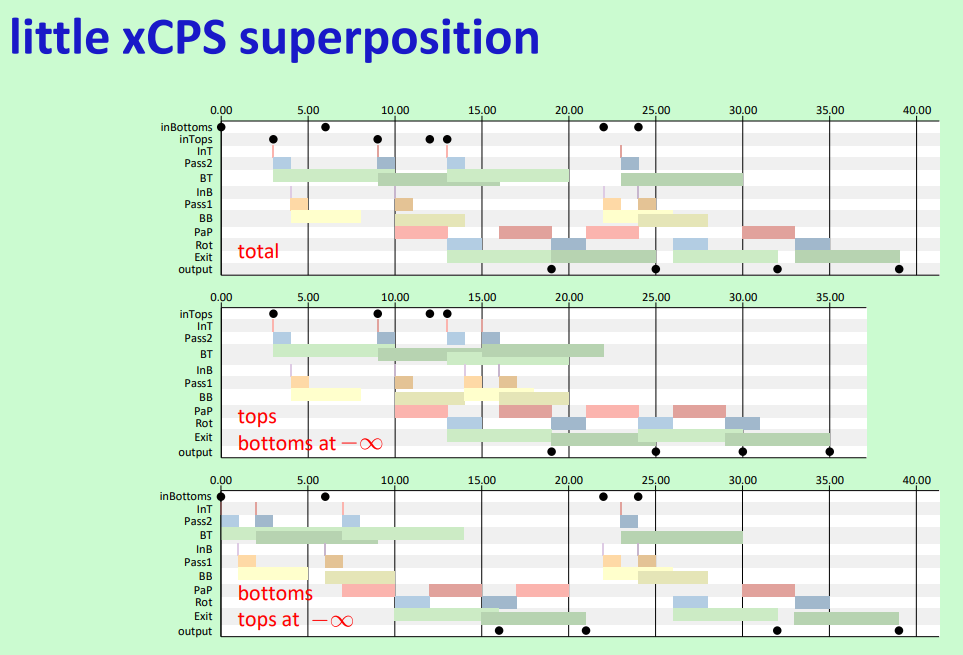 little xCPS superposition
0.00 5.00 10.00 15.00 20.00 25.00 30.00 35.00 40.00
inBottoms
inTops
InT
Pass2
BT
InB
Pass1
BB
PaP
Rot
Exit
output
total
0.00 5.00 10.00 15.00 20.00 25.00 30.00 35.00
inTops
InT
Pass2
BT
InB
Pass1
BB
PaP
Rot
Exit
output
tops
bottoms at −∞
0.00 5.00 10.00 15.00 20.00 25.00 30.00 35.00 40.00
inBottoms
InT
Pass2
BT
InB
Pass1
BB
PaP
Rot
Exit
output
bottoms
tops at −∞